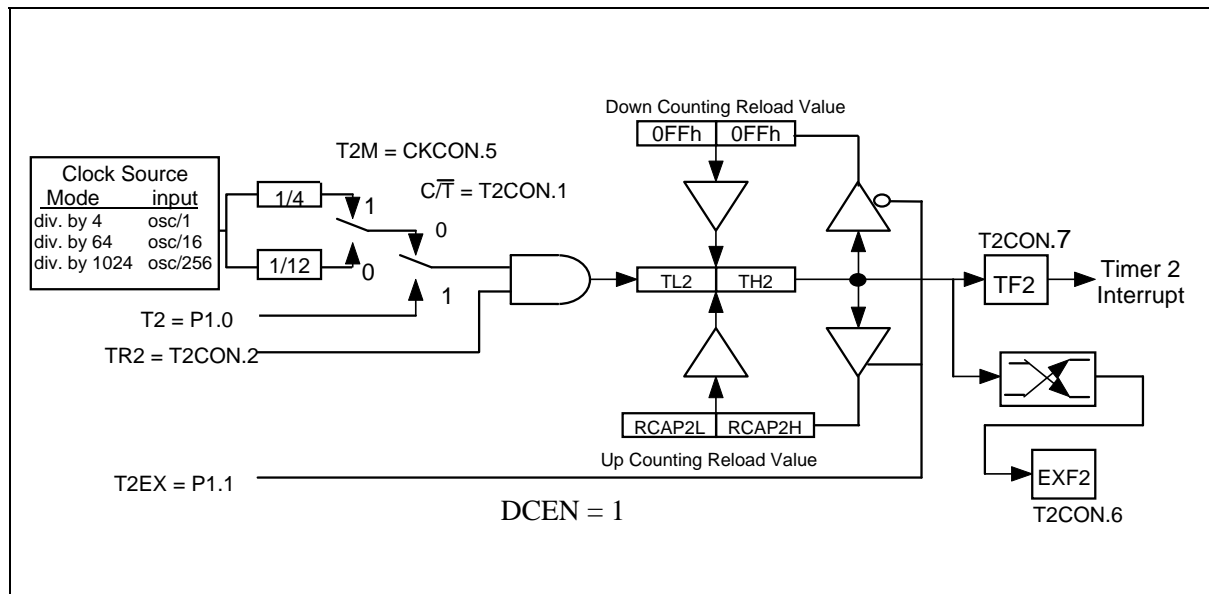 Down Counting Reload Value
0FFh 0FFh
T2M = CKCON.5
Clock Source
Mode input
div. by 4 osc/1
div. by 64 osc/16
div. by 1024 osc/256
1/4
1/12
1
0
C/T̅ = T2CON.1
0
1
T2 = P1.0
TR2 = T2CON.2
TL2 TH2
T2CON.7
TF2
Timer 2
Interrupt
RCAP2L RCAP2H
Up Counting Reload Value
T2EX = P1.1
DCEN = 1
EXF2
T2CON.6